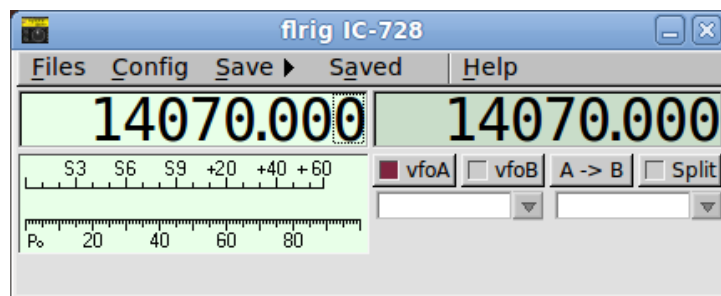 flrig IC-728
Files Config Save Saved Help
14070.000 14070.000
S3 S6 S9 +20 +40 +60
vfoA vfoB A -> B Split
Po 20 40 60 80